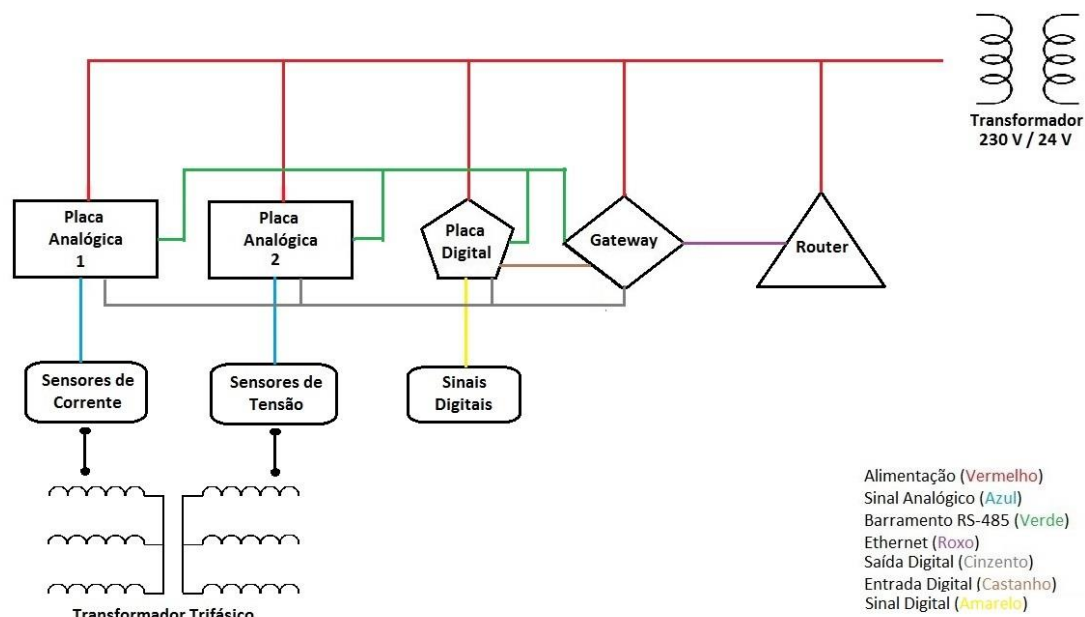 Transformador
230 V / 24 V
Placa
Analógica
1
Placa
Analógica
2
Placa
Digital
Gateway
Router
Sensores de
Corrente
Sensores de
Tensão
Sinais
Digitais
Alimentação (Vermelho)
Sinal Analógico (Azul)
Barramento RS-485 (Verde)
Ethernet (Roxo)
Saída Digital (Cinzento)
Entrada Digital (Castanho)
Sinal Digital (Amarelo)
Transformador Trifásico